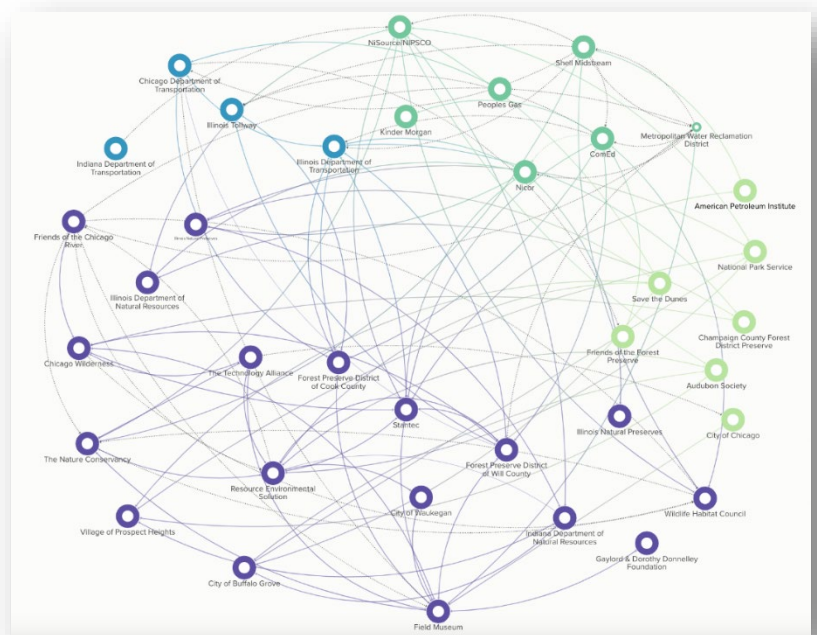 NiSource/NIPSCO
Shell Midstream
Chicago Department of
Transportation
Peoples Gas
Illinois Tollway
Kinder Morgan
Metropolitan Water Reclamation
District
ComEd
Indiana Department of
Transportation
Illinois Department of
Transportation
Nicor
American Petroleum Institute
Friends of the Chicago
River
National Park Service
Illinois Department of
Natural Resources
Save the Dunes
Champaign County Forest
District Preserve
Friends of the Forest
Preserve
Chicago Wilderness
The Technology Alliance
Forest Preserve District
of Cook County
Audubon Society
Stantec
Illinois Natural Preserves
City of Chicago
The Nature Conservancy
Resource Environmental
Solution
Forest Preserve District
of Will County
City of Waukegan
Wildlife Habitat Council
Village of Prospect Heights
Indiana Department of
Natural Resources
Gaylord & Dorothy Donnelley
Foundation
City of Buffalo Grove
Field Museum